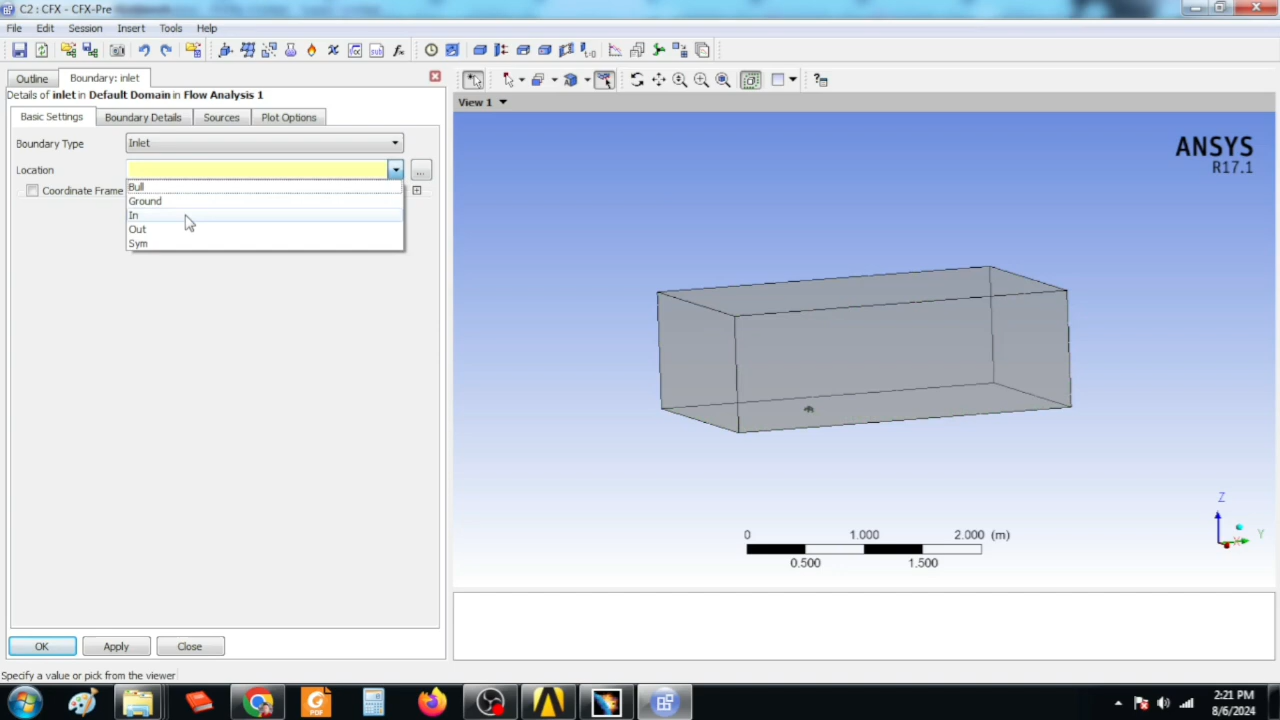 C2 : CFX - CFX-Pre
File Edit Session Insert Tools Help
Outline Boundary: inlet
Details of inlet in Default Domain in Flow Analysis 1
Basic Settings Boundary Details Sources Plot Options
Boundary Type Inlet
Location
...
Bull
Coordinate Frame
Ground
In
Out
Sym
View 1
ANSYS
R17.1
Z
Y
X
0 1.000 2.000 (m)
0.500 1.500
OK Apply Close
Specify a value or pick from the viewer
PDF
2:21 PM
8/6/2024